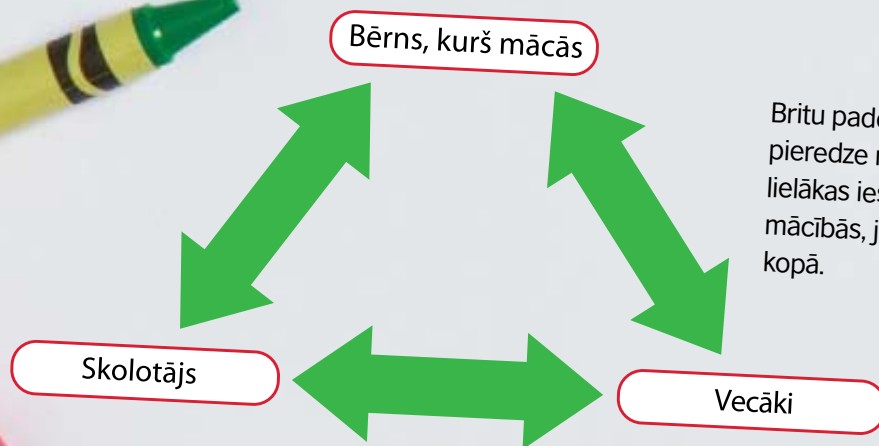 Bērns, kurš mācās
Britu
pieredze
lielākas
mācībās,
kopā.
Skolotājs
Vecāki